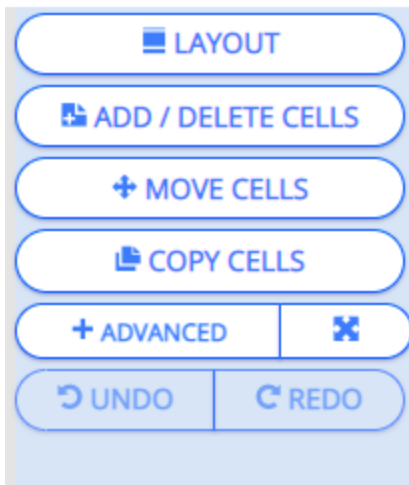 LAYOUT
ADD / DELETE CELLS
MOVE CELLS
COPY CELLS
ADVANCED
UNDO REDO